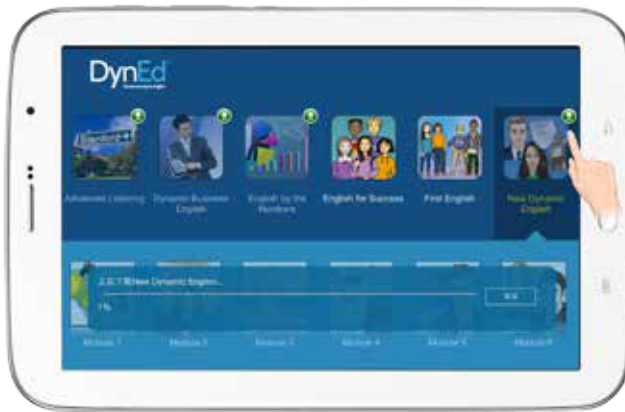 DynEd
Advanced Listening
Dynamic Business
English
English by the
Numbers
English for Success
First English
New Dynamic
English
New Dynamic English...
1%
Module 1
Module 2
Module 3
Module 4
Module 5
Module 6